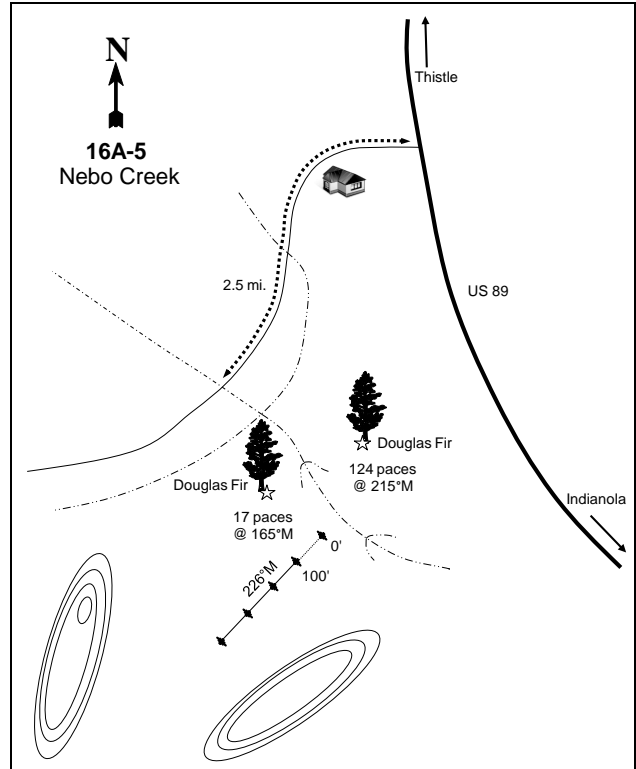 N
16A-5
Nebo Creek
Thistle
2.5 mi.
US 89
Douglas Fir
124 paces
@ 215°M
Douglas Fir
17 paces
@ 165°M
Indianola
0'
100'
226°M